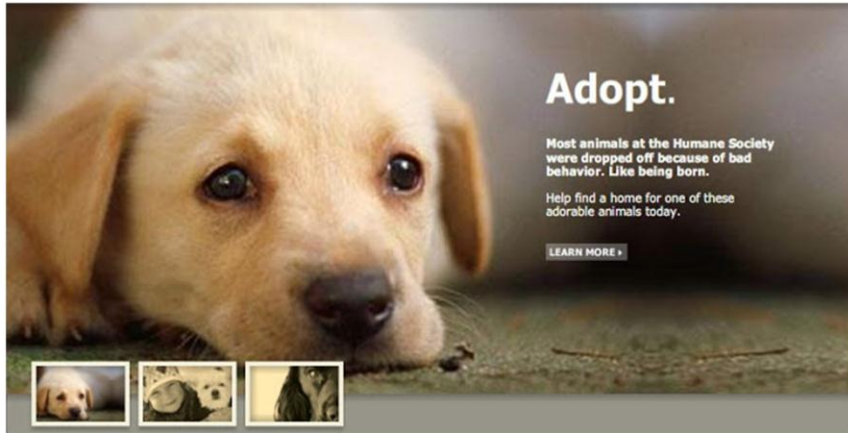 Adopt.
Most animals at the Humane Society
were dropped off because of bad
behavior. Like being born.
Help find a home for one of these
adorable animals today.
LEARN MORE